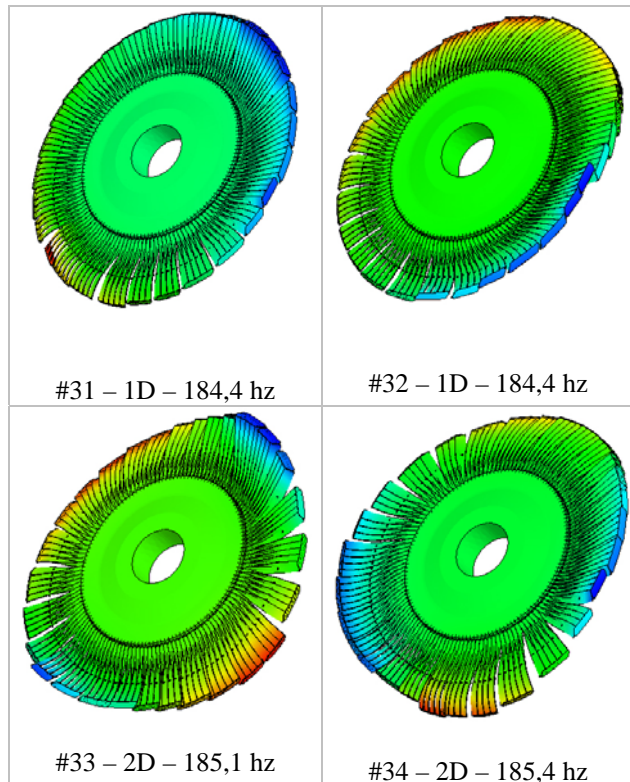 #31 – 1D – 184,4 hz
#32 – 1D – 184,4 hz
#33 – 2D – 185,1 hz
#34 – 2D – 185,4 hz